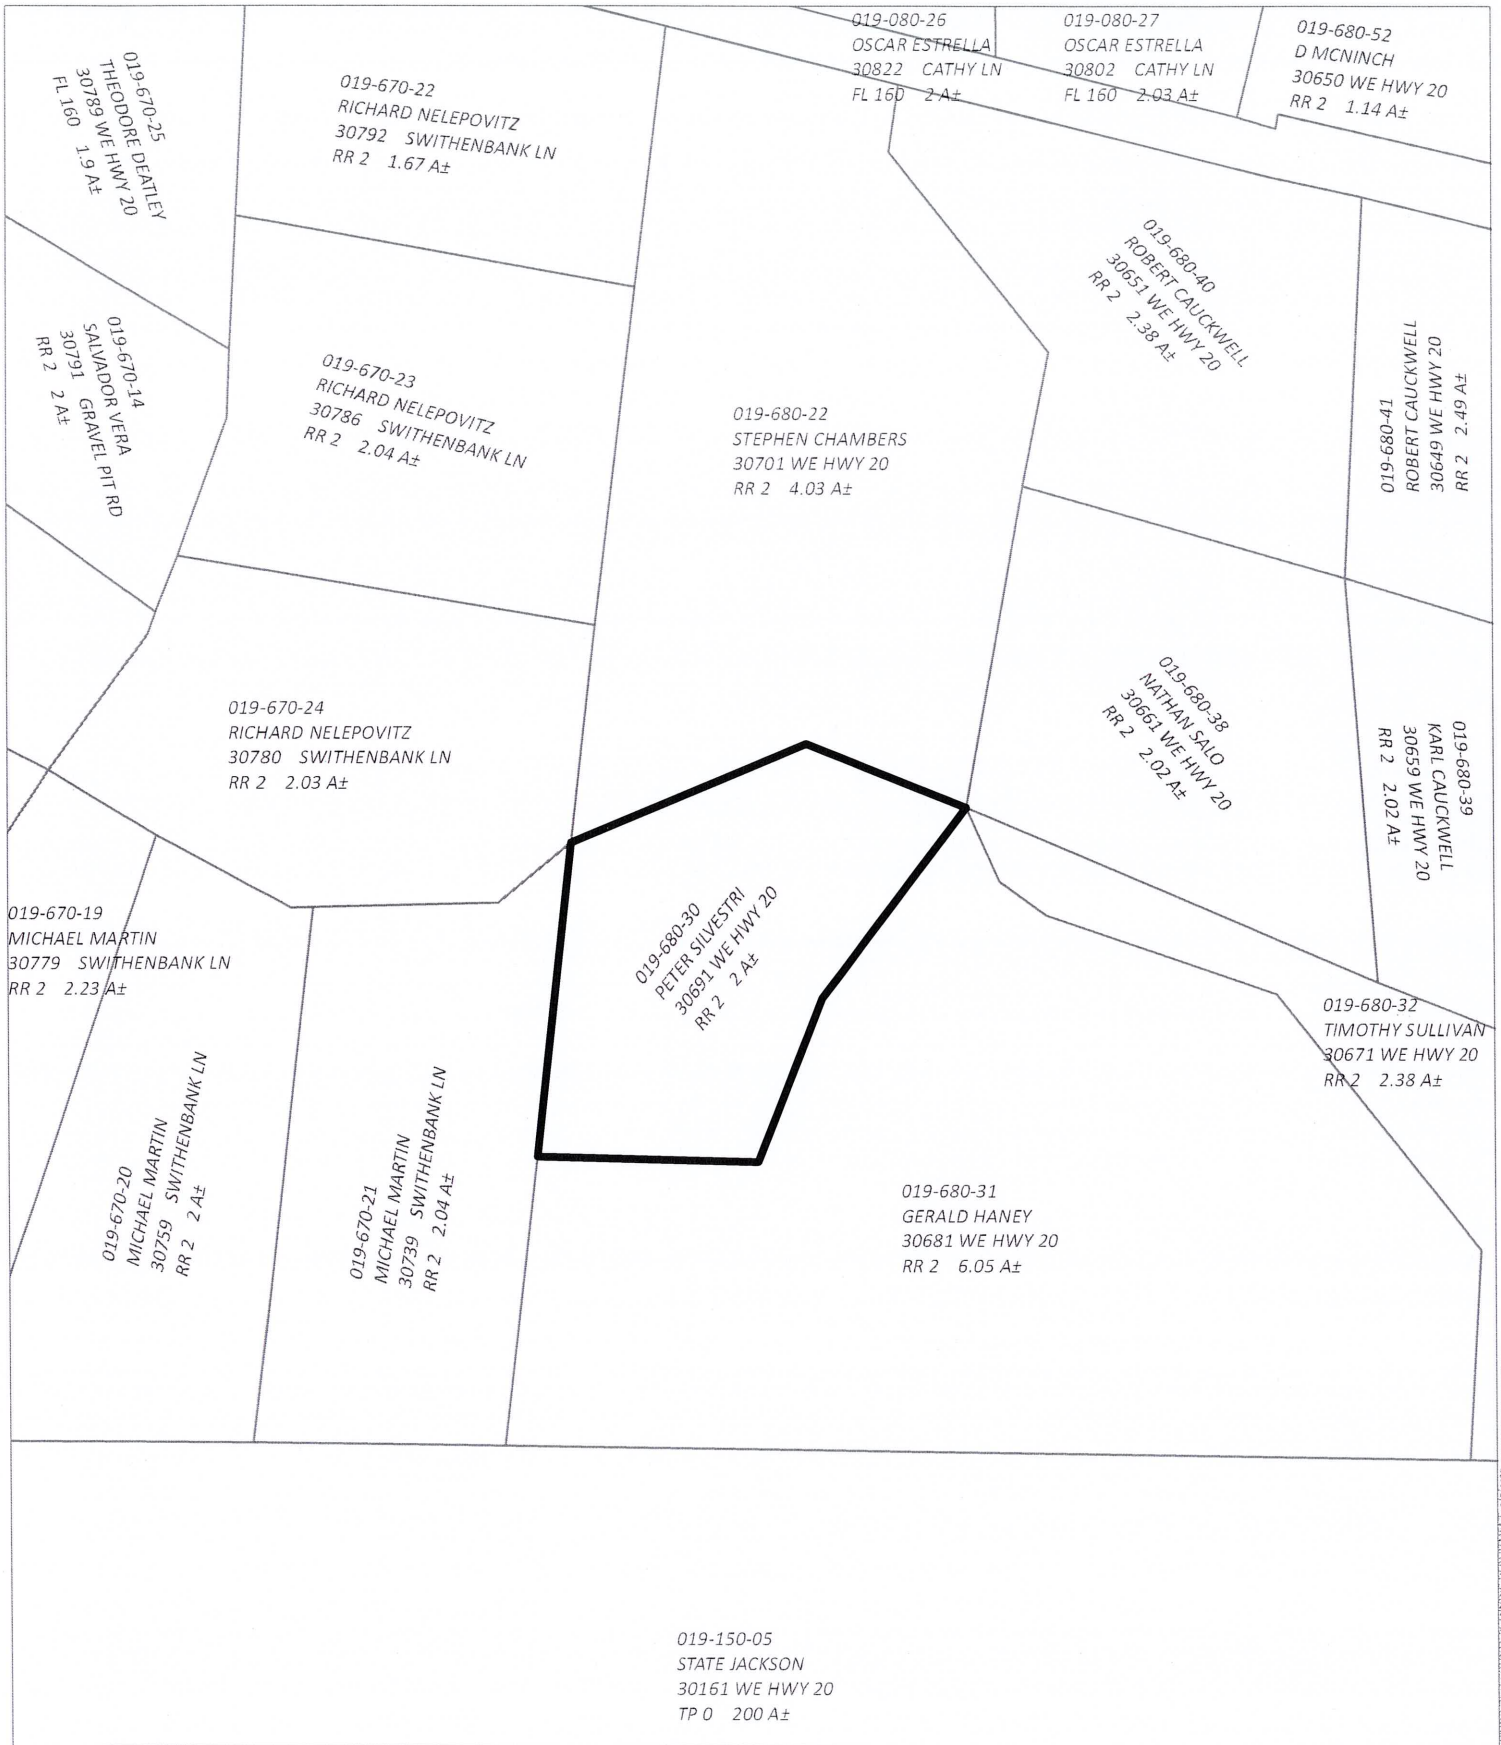 019-080-26
OSCAR ESTRELLA
30822 CATHY LN
FL 160 2 A±
019-080-27
OSCAR ESTRELLA
30802 CATHY LN
FL 160 2.03 A±
019-680-52
D MCNINCH
30650 WE HWY 20
RR 2 1.14 A±
019-670-25
THEODORE DEATLEY
30789 WE HWY 20
FL 160 1.9 A±
019-670-22
RICHARD NELEPOVITZ
30792 SWITHENBANK LN
RR 2 1.67 A±
019-680-40
ROBERT CAUCKWELL
30651 WE HWY 20
RR 2 2.38 A±
019-670-14
SALVADOR VERA
30791 GRAVEL PIT RD
RR 2 2 A±
019-670-23
RICHARD NELEPOVITZ
30786 SWITHENBANK LN
RR 2 2.04 A±
019-680-22
STEPHEN CHAMBERS
30701 WE HWY 20
RR 2 4.03 A±
019-680-41
ROBERT CAUCKWELL
30649 WE HWY 20
RR 2 2.49 A±
019-670-24
RICHARD NELEPOVITZ
30780 SWITHENBANK LN
RR 2 2.03 A±
019-680-38
NATHAN SALO
30661 WE HWY 20
RR 2 2.02 A±
019-680-39
KARL CAUCKWELL
30659 WE HWY 20
RR 2 2.02 A±
019-670-19
MICHAEL MARTIN
30779 SWITHENBANK LN
RR 2 2.23 A±
019-680-30
PETER SILVESTRI
30691 WE HWY 20
RR 2 2 A±
019-680-32
TIMOTHY SULLIVAN
30671 WE HWY 20
RR 2 2.38 A±
019-670-20
MICHAEL MARTIN
30759 SWITHENBANK LN
RR 2 2 A±
019-670-21
MICHAEL MARTIN
30739 SWITHENBANK LN
RR 2 2.04 A±
019-680-31
GERALD HANEY
30681 WE HWY 20
RR 2 6.05 A±
019-150-05
STATE JACKSON
30161 WE HWY 20
TP 0 200 A±